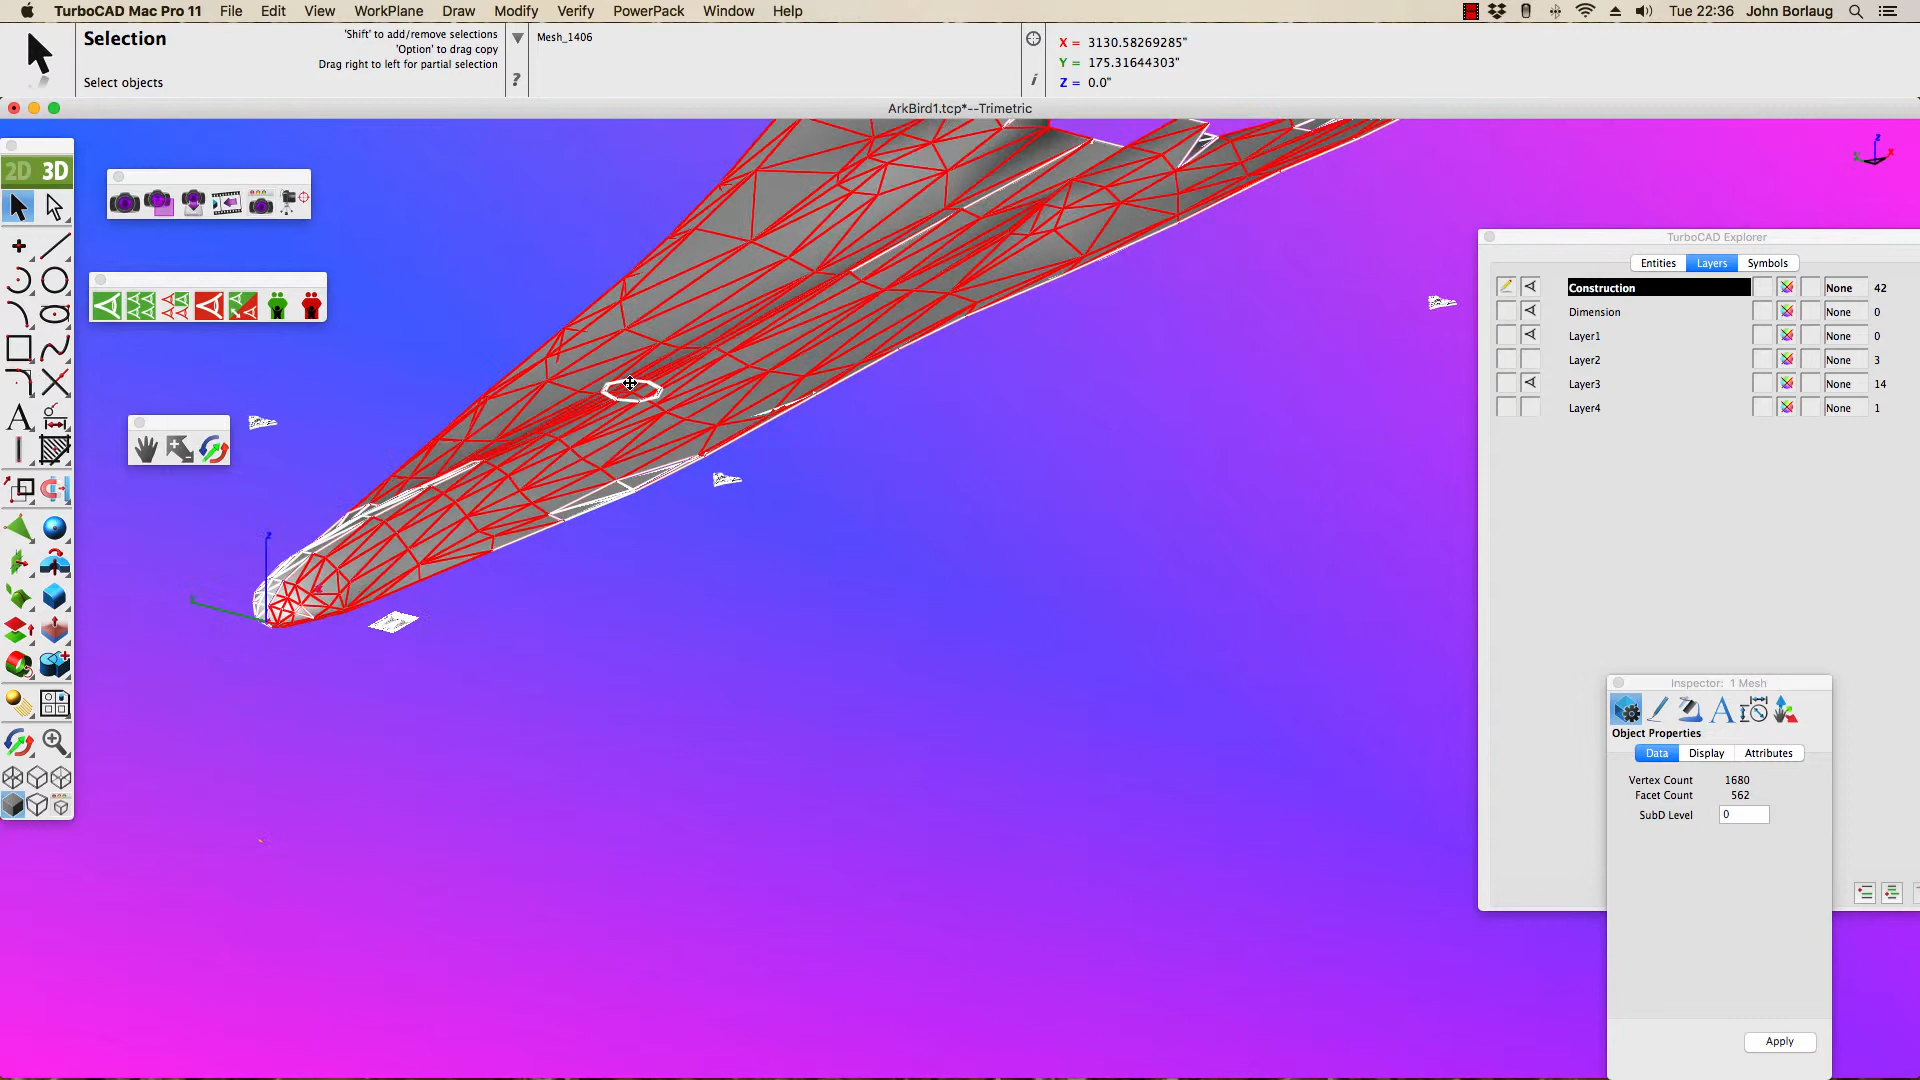 TurboCAD Mac Pro 11 File Edit View WorkPlane Draw Modify Verify PowerPack Window Help Tue 22:36 John Borlaug
Selection
Select objects
'Shift' to add/remove selections
'Option' to drag copy
Drag right to left for partial selection
?
Mesh_1406
i
X = 3130.58269285"
Y = 175.31644303"
Z = 0.0"
ArkBird1.tcp*--Trimetric
2D 3D
A
z
z
x
TurboCAD Explorer
Entities Layers Symbols
Construction None 42
Dimension None 0
Layer1 None 0
Layer2 None 3
Layer3 None 14
Layer4 None 1
Inspector: 1 Mesh
A
Object Properties
Data Display Attributes
Vertex Count 1680
Facet Count 562
SubD Level 0
Apply